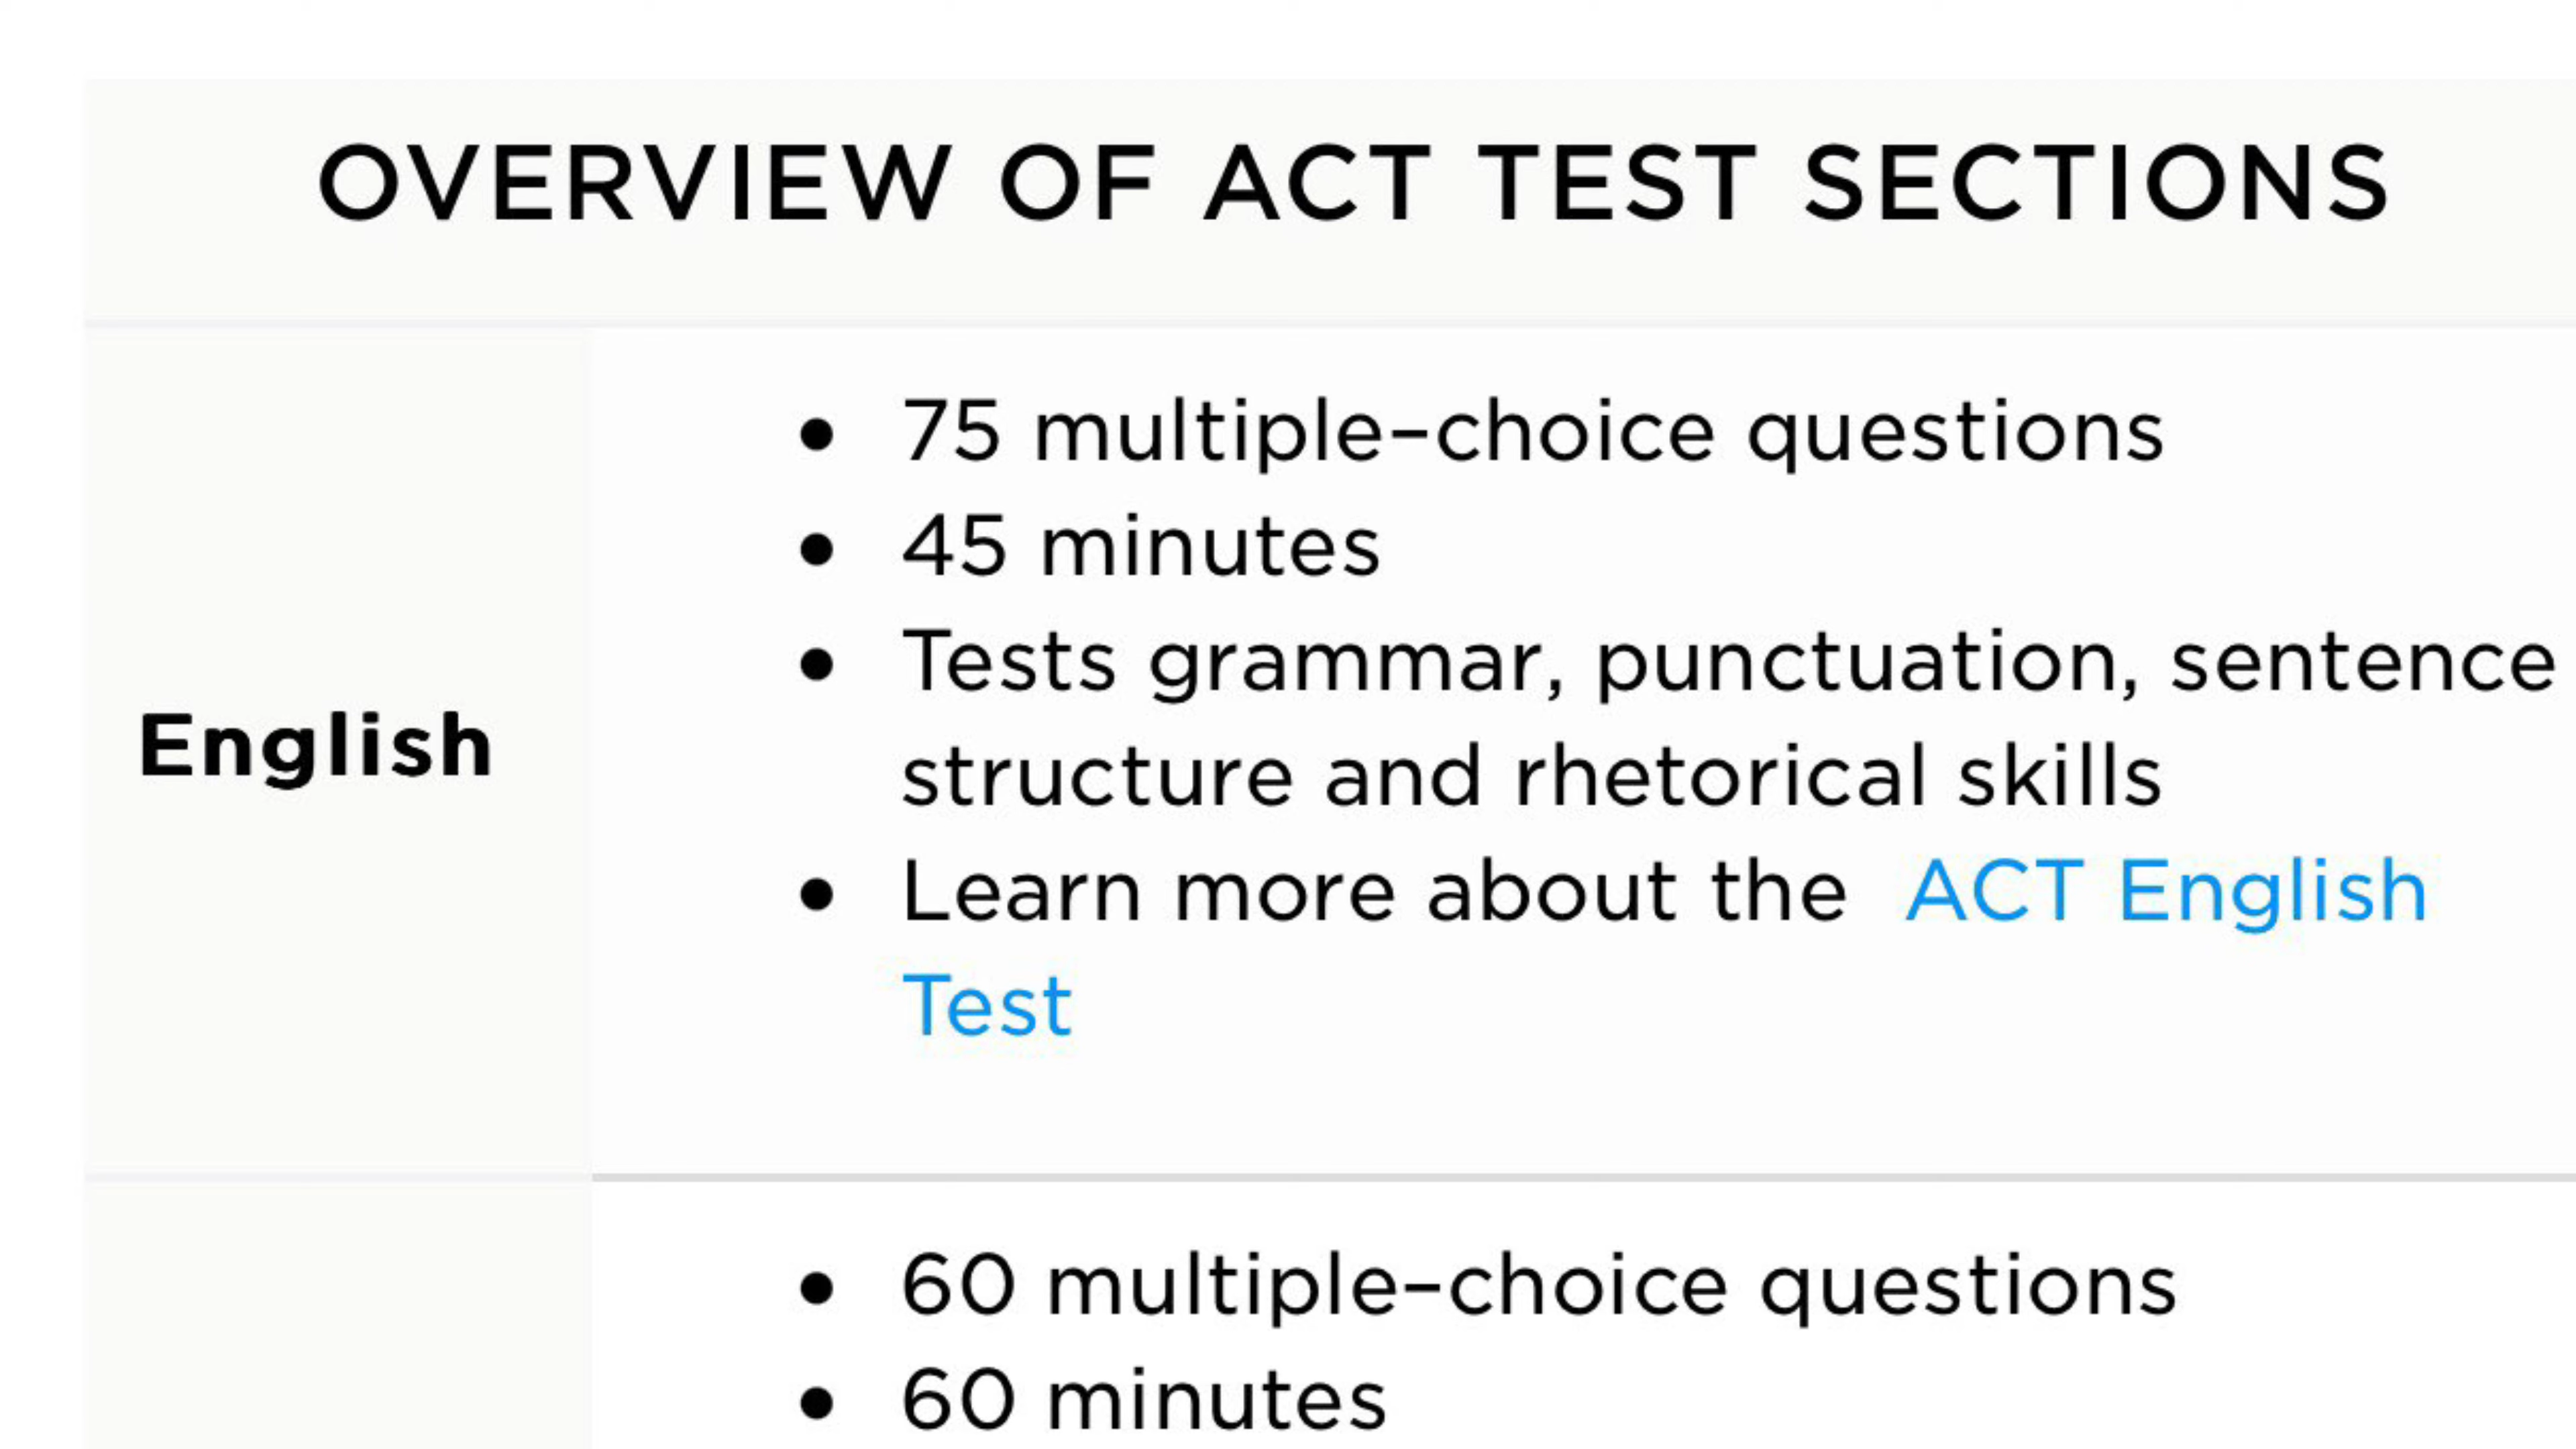 OVERVIEW OF ACT TEST SECTIONS
English
• 75 multiple-choice questions
• 45 minutes
• Tests grammar, punctuation, sentence
structure and rhetorical skills
• Learn more about the ACT English
Test
• 60 multiple-choice questions
• 60 minutes